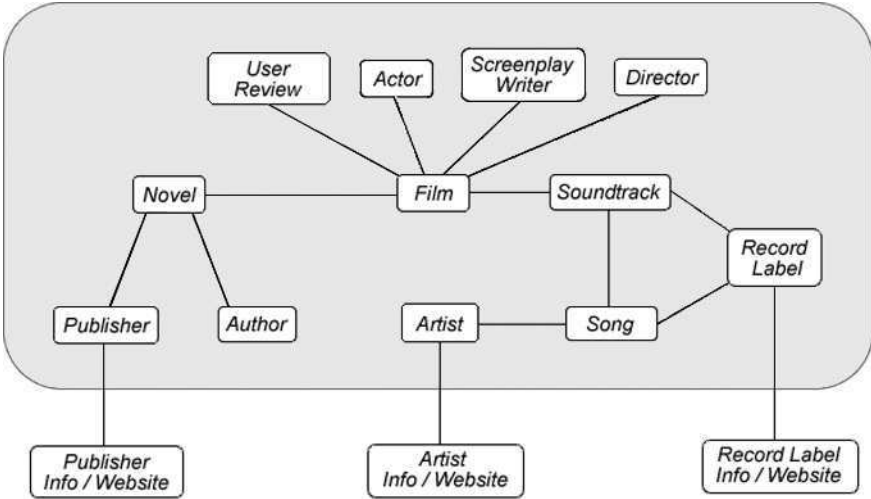 User
Review
Actor
Screenplay
Writer
Director
Novel
Film
Soundtrack
Record
Label
Publisher
Author
Artist
Song
Publisher
Info / Website
Artist
Info / Website
Record Label
Info / Website